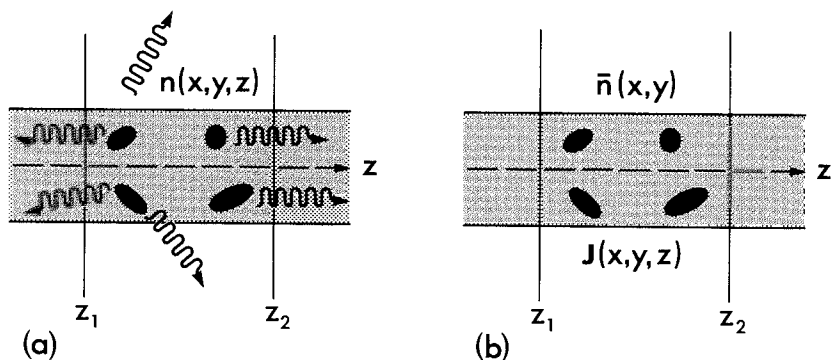 n(x,y,z)
z
z₁
z₂
(a)
n̄(x,y)
z
J(x,y,z)
z₁
z₂
(b)